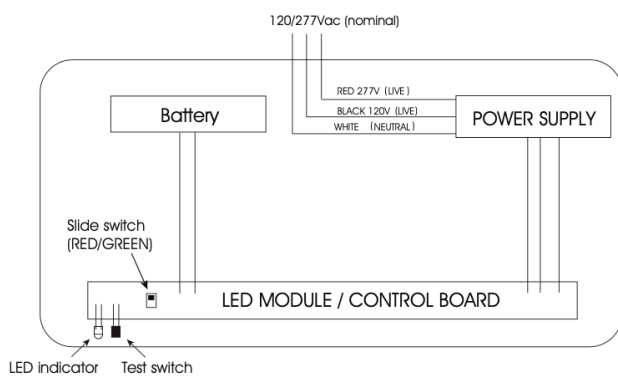 120/277Vac (nominal)
RED 277V (LIVE)
BLACK 120V (LIVE)
WHITE (NEUTRAL)
Battery
POWER SUPPLY
Slide switch
(RED/GREEN)
LED MODULE / CONTROL BOARD
LED indicator
Test switch